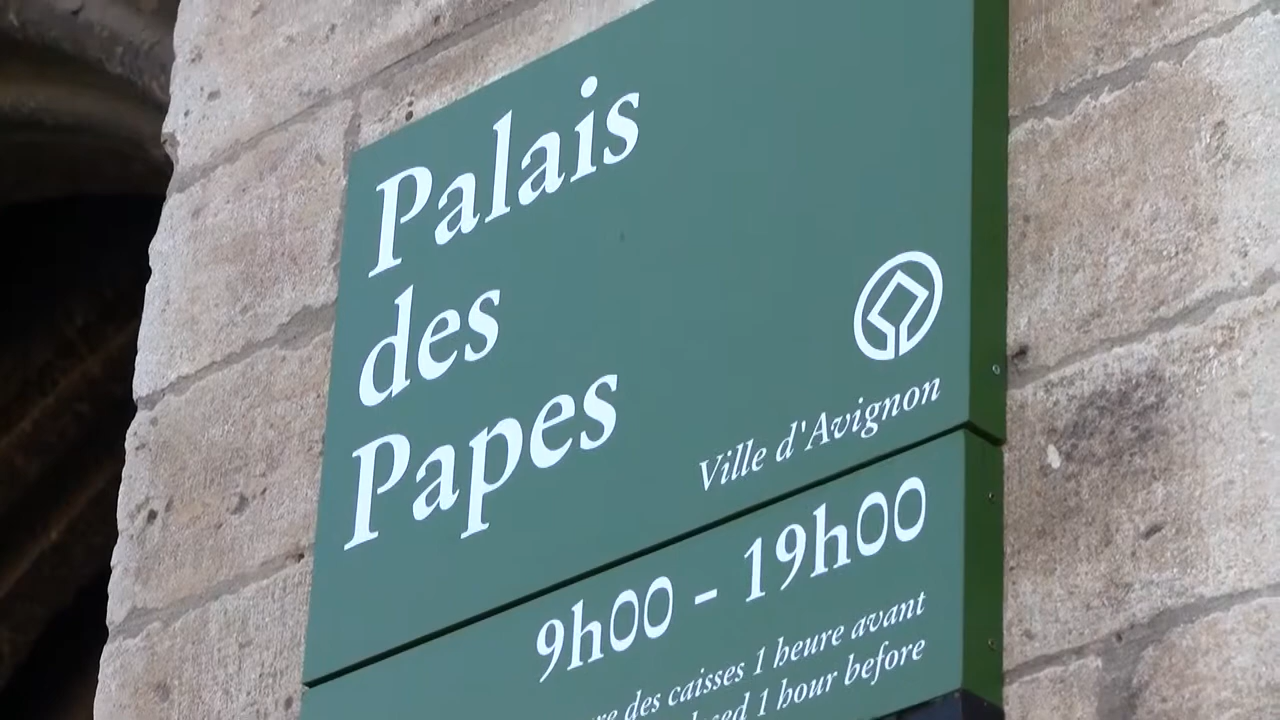 Palais
des
Papes
Ville d'Avignon
9h00 - 19h00
des caisses 1 heure avant
1 hour before